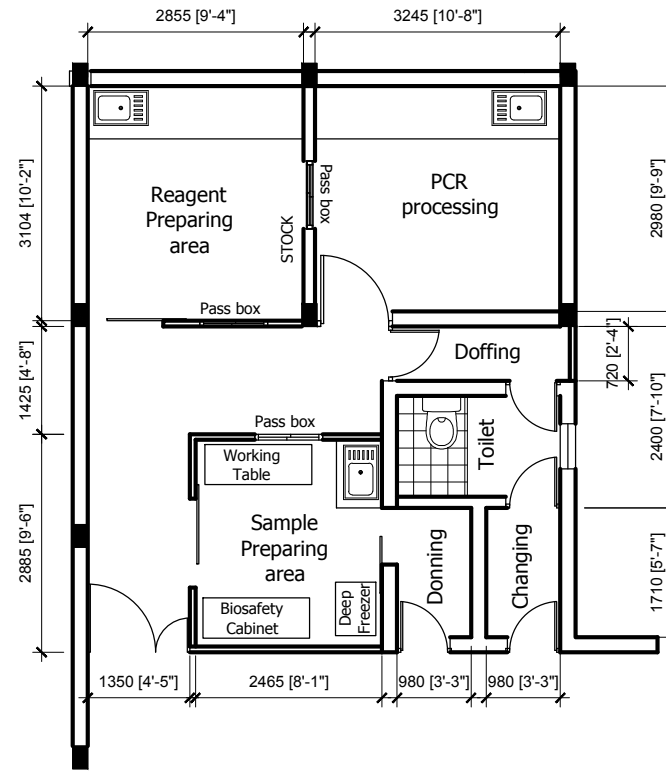 2855 [9'-4"]
3245 [10'-8"]
3104 [10'-2"]
2980 [9'-9"]
Reagent
Preparing
area
STOCK
Pass box
PCR
processing
Pass box
1425 [4'-8"]
Doffing
720 [2'-4"]
2400 [7'-10"]
Pass box
Toilet
Working
Table
2885 [9'-6"]
Sample
Preparing
area
Donning
Changing
1710 [5'-7"]
Biosafety
Cabinet
Deep
Freezer
1350 [4'-5"]
2465 [8'-1"]
980 [3'-3"]
980 [3'-3"]